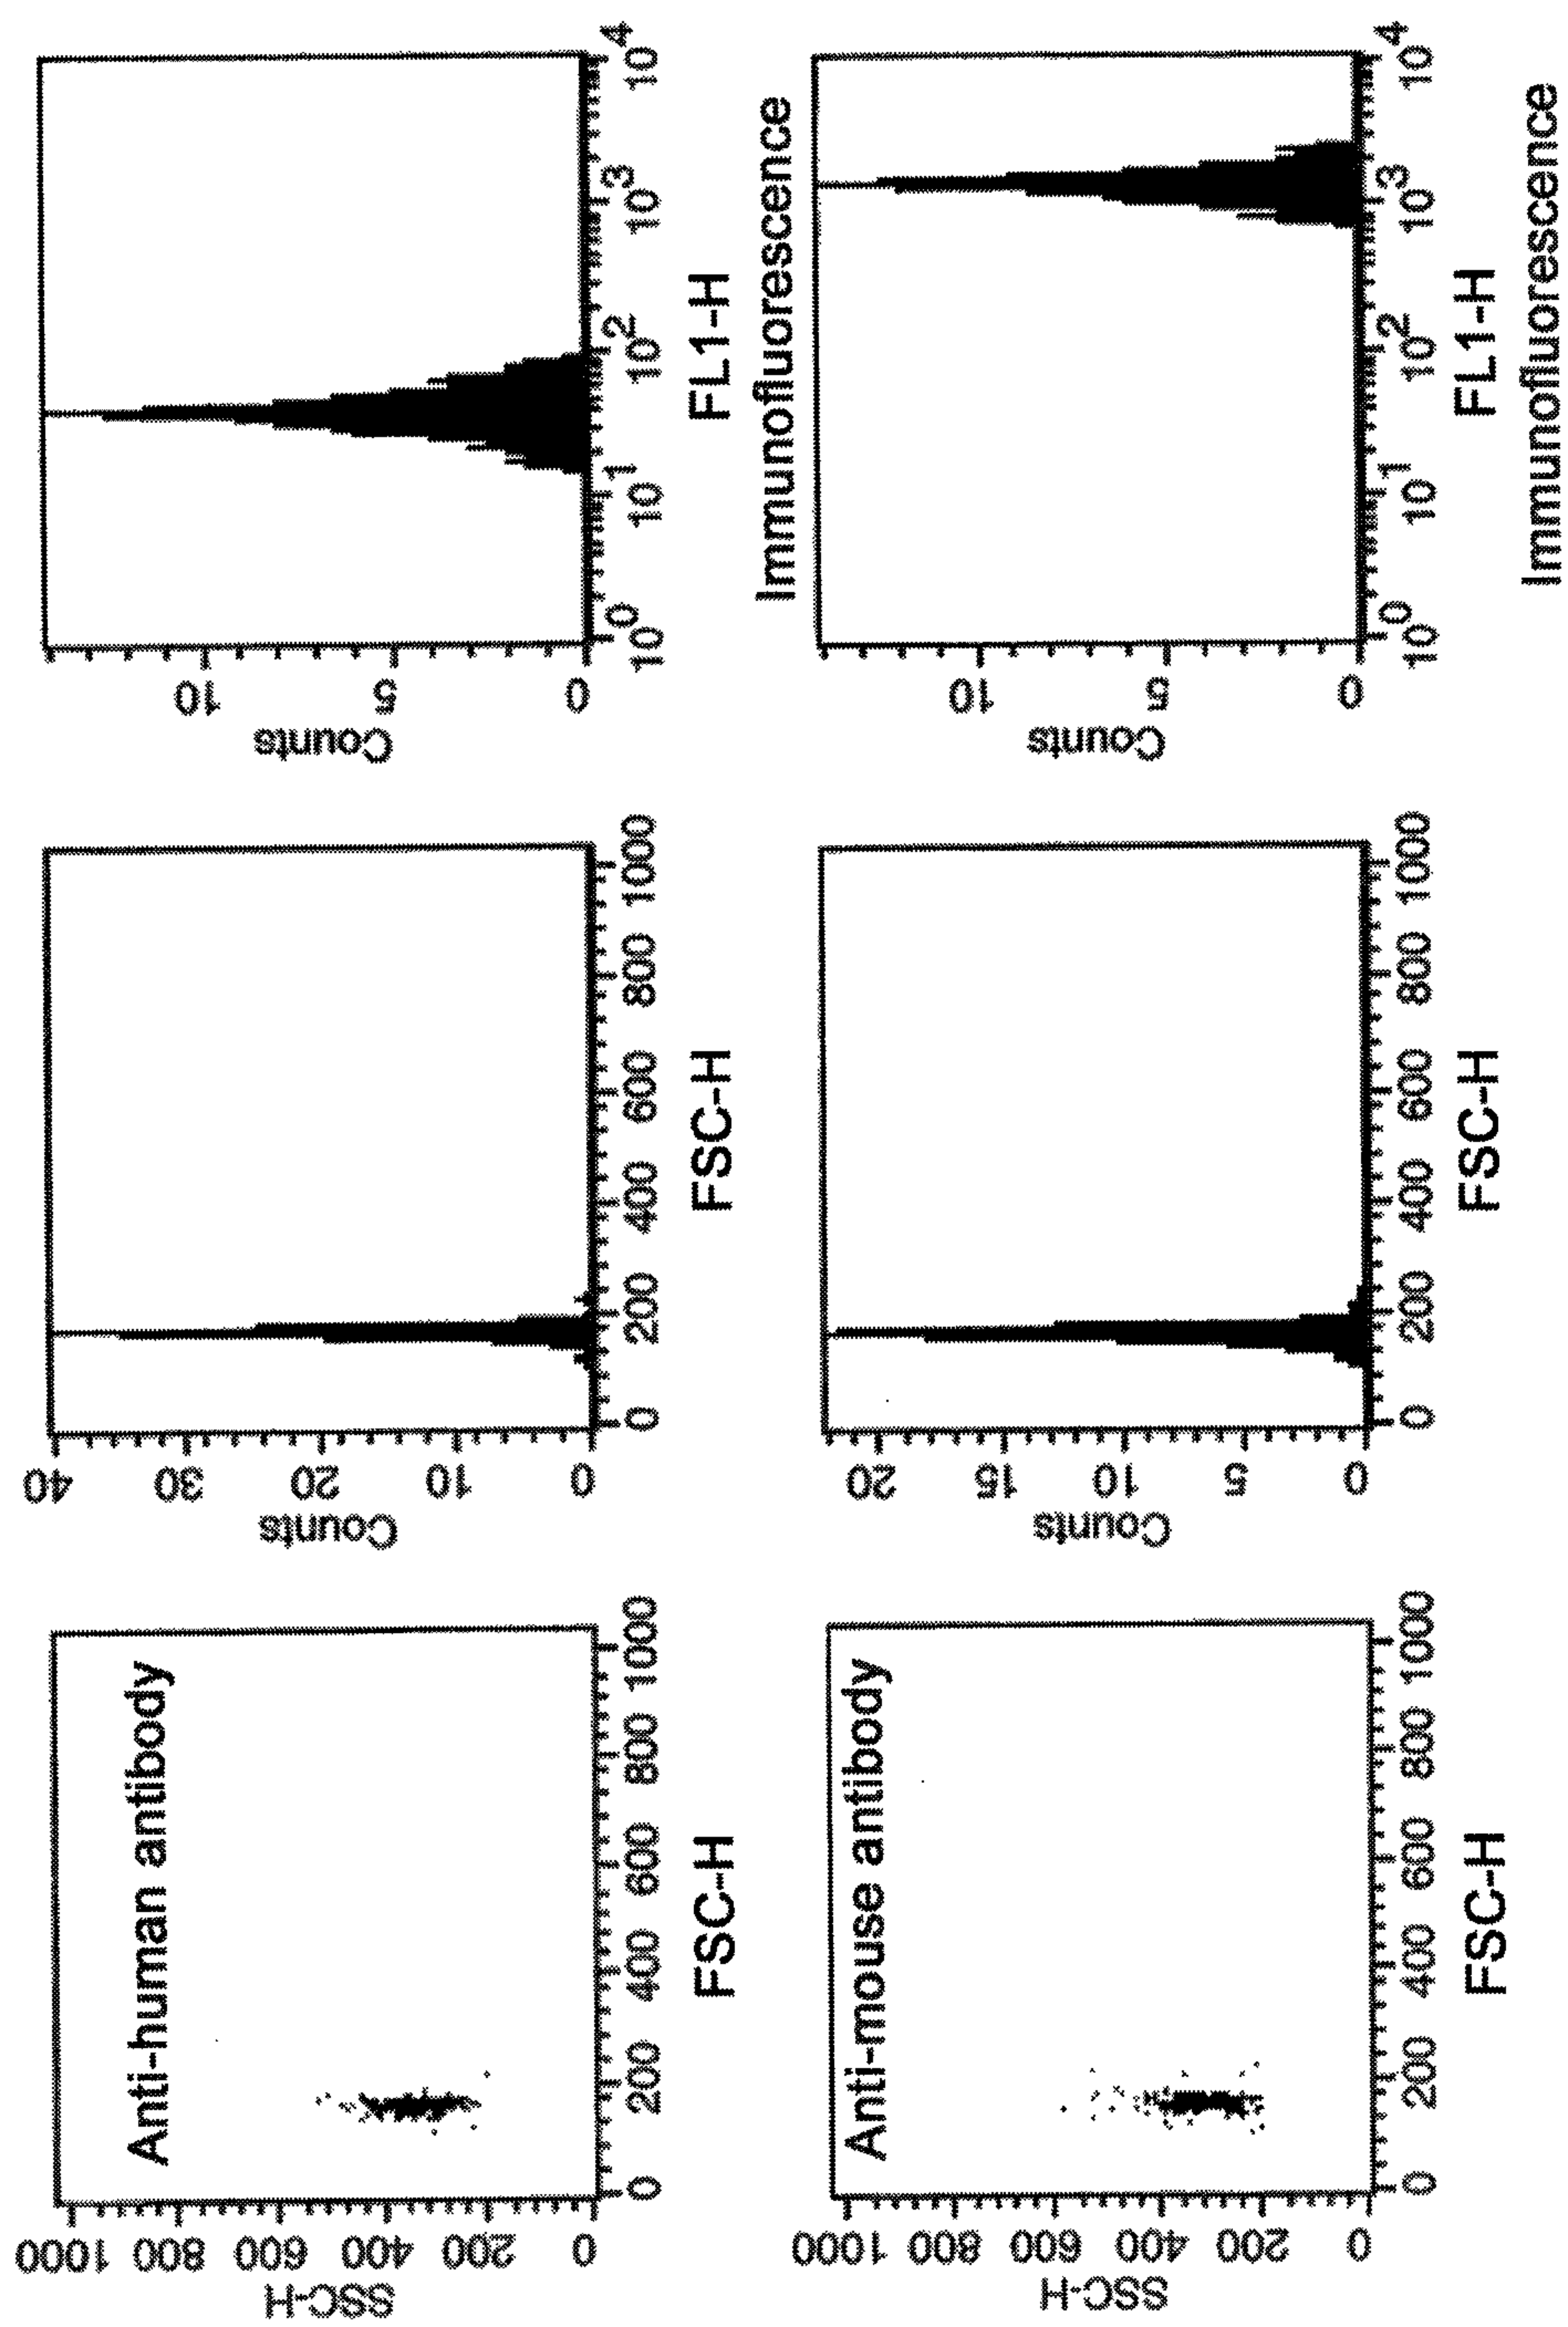 Anti-human antibody
SSC-H
1000
800
600
400
200
0
0 200 400 600 800 1000
FSC-H
Counts
40
30
20
10
0
0 200 400 600 800 1000
FSC-H
Counts
10
5
0
10^0 10^1 10^2 10^3 10^4
FL1-H
Immunofluorescence
Anti-mouse antibody
SSC-H
1000
800
600
400
200
0
0 200 400 600 800 1000
FSC-H
Counts
20
15
10
5
0
0 200 400 600 800 1000
FSC-H
Counts
10
5
0
10^0 10^1 10^2 10^3 10^4
FL1-H
Immunofluorescence